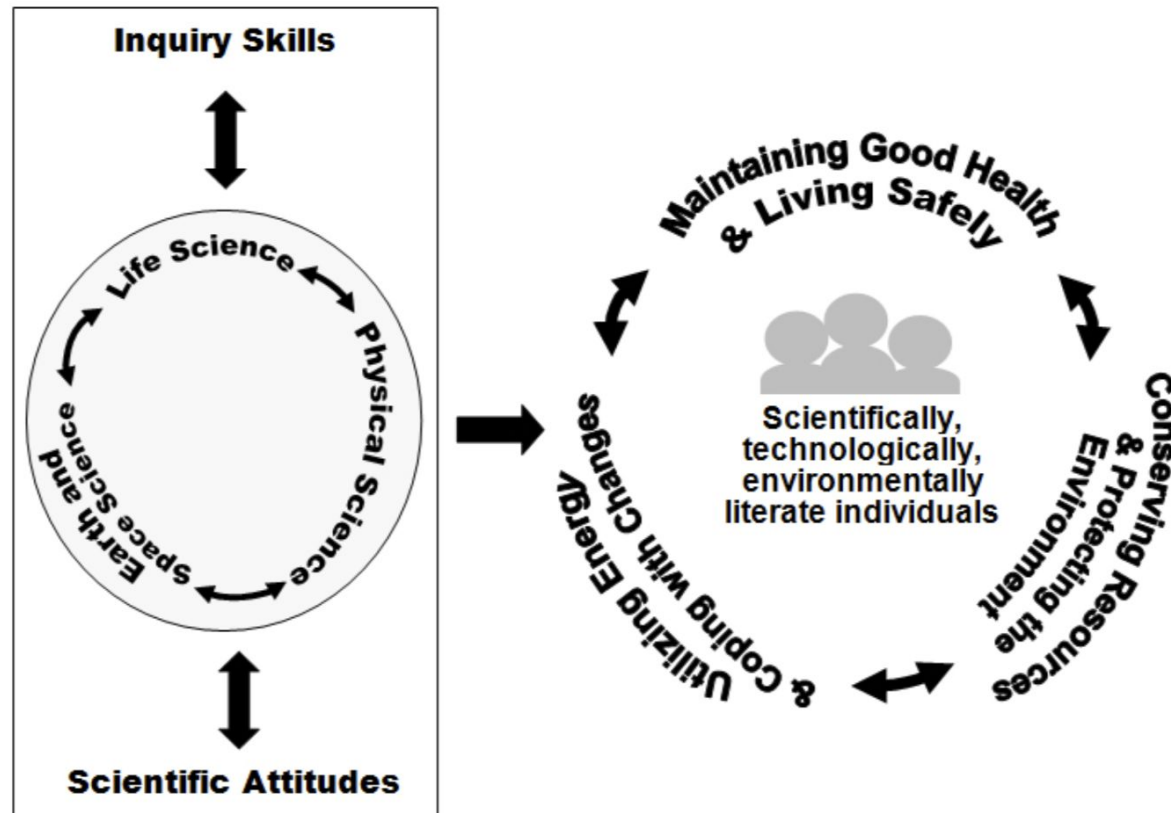 Inquiry Skills
Life Science
Physical Science
Earth and
Space Science
Scientific Attitudes
Maintaining Good Health
& Living Safely
Conserving Resources
& Protecting the
Environment
Utilizing Energy
& Coping with Changes
Scientifically,
technologically,
environmentally
literate individuals